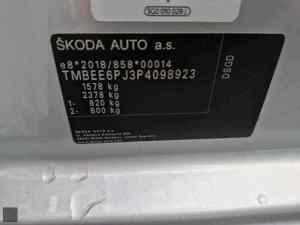 ŠKODA AUTO a.s.
e8*2018/858*00014
TMBEE6PJ3P4098923
1578 kg
2378 kg
1- 820 kg
2- 800 kg
DSGD